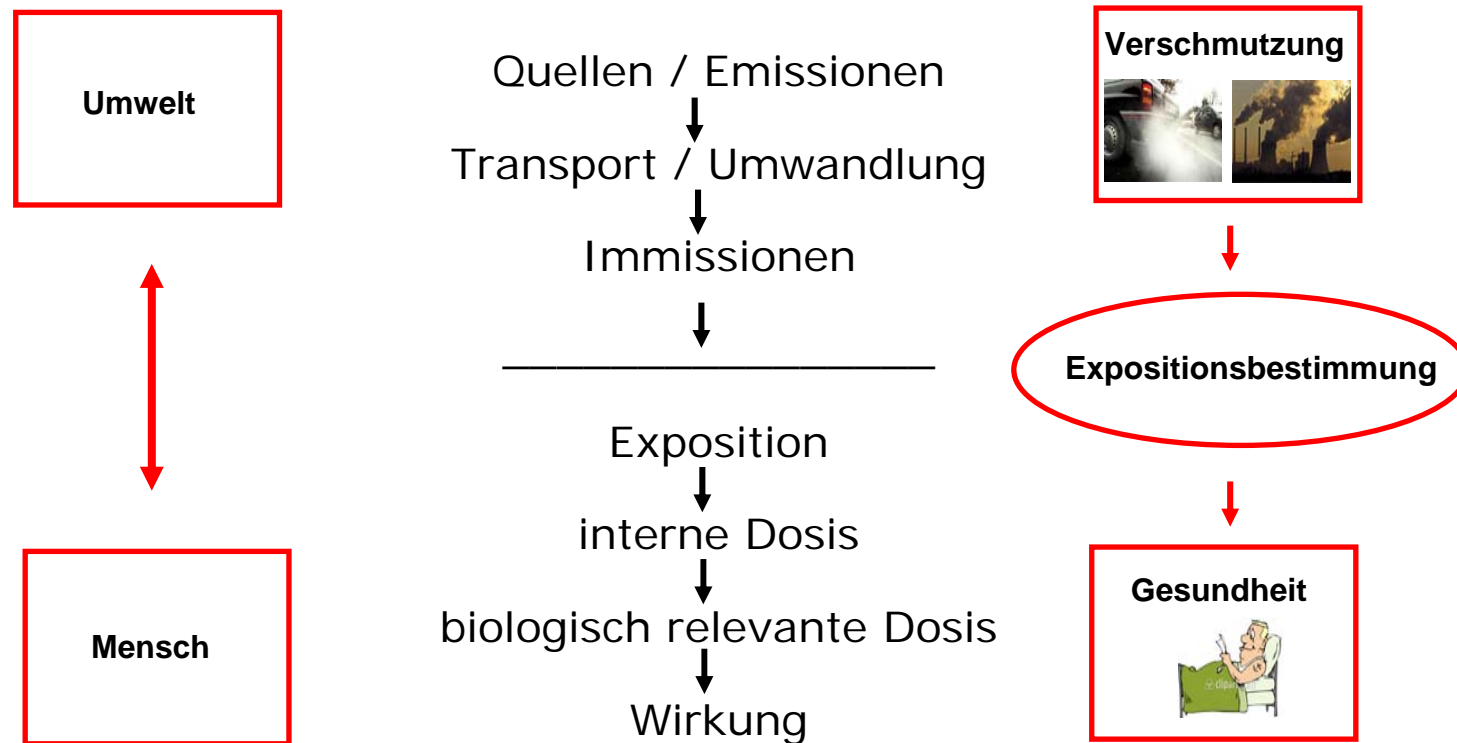 Umwelt
Mensch
Quellen / Emissionen
Transport / Umwandlung
Immissionen
Exposition
interne Dosis
biologisch relevante Dosis
Wirkung
Verschmutzung
Expositionsbestimmung
Gesundheit